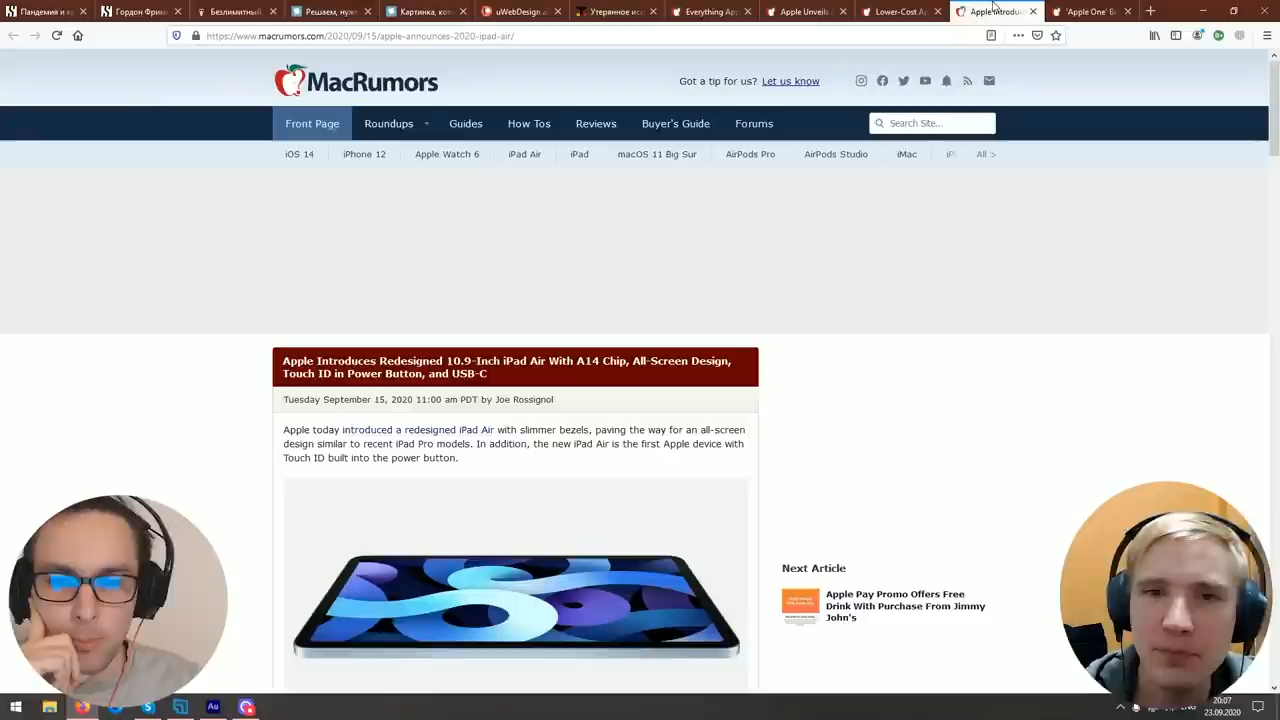 Пандемия и кр
Гордон Фрим
Безлимитный
Решаем, нуж
Картинка, кот
uWebDesign
Утерянное ис
Everything Ap
Apple Unveils
Lower-Cost A
Apple Introdu
'Apple One' B
https://www.macrumors.com/2020/09/15/apple-announces-2020-ipad-air/
MacRumors
Got a tip for us? Let us know
Front Page Roundups Guides How Tos Reviews Buyer's Guide Forums
Search Site...
iOS 14 iPhone 12 Apple Watch 6 iPad Air iPad macOS 11 Big Sur AirPods Pro AirPods Studio iMac All >
Apple Introduces Redesigned 10.9-Inch iPad Air With A14 Chip, All-Screen Design,
Touch ID in Power Button, and USB-C
Tuesday September 15, 2020 11:00 am PDT by Joe Rossignol
Apple today introduced a redesigned iPad Air with slimmer bezels, paving the way for an all-screen
design similar to recent iPad Pro models. In addition, the new iPad Air is the first Apple device with
Touch ID built into the power button.
Next Article
Apple Pay Promo Offers Free
Drink With Purchase From Jimmy
John's
Au
20:07
23.09.2020